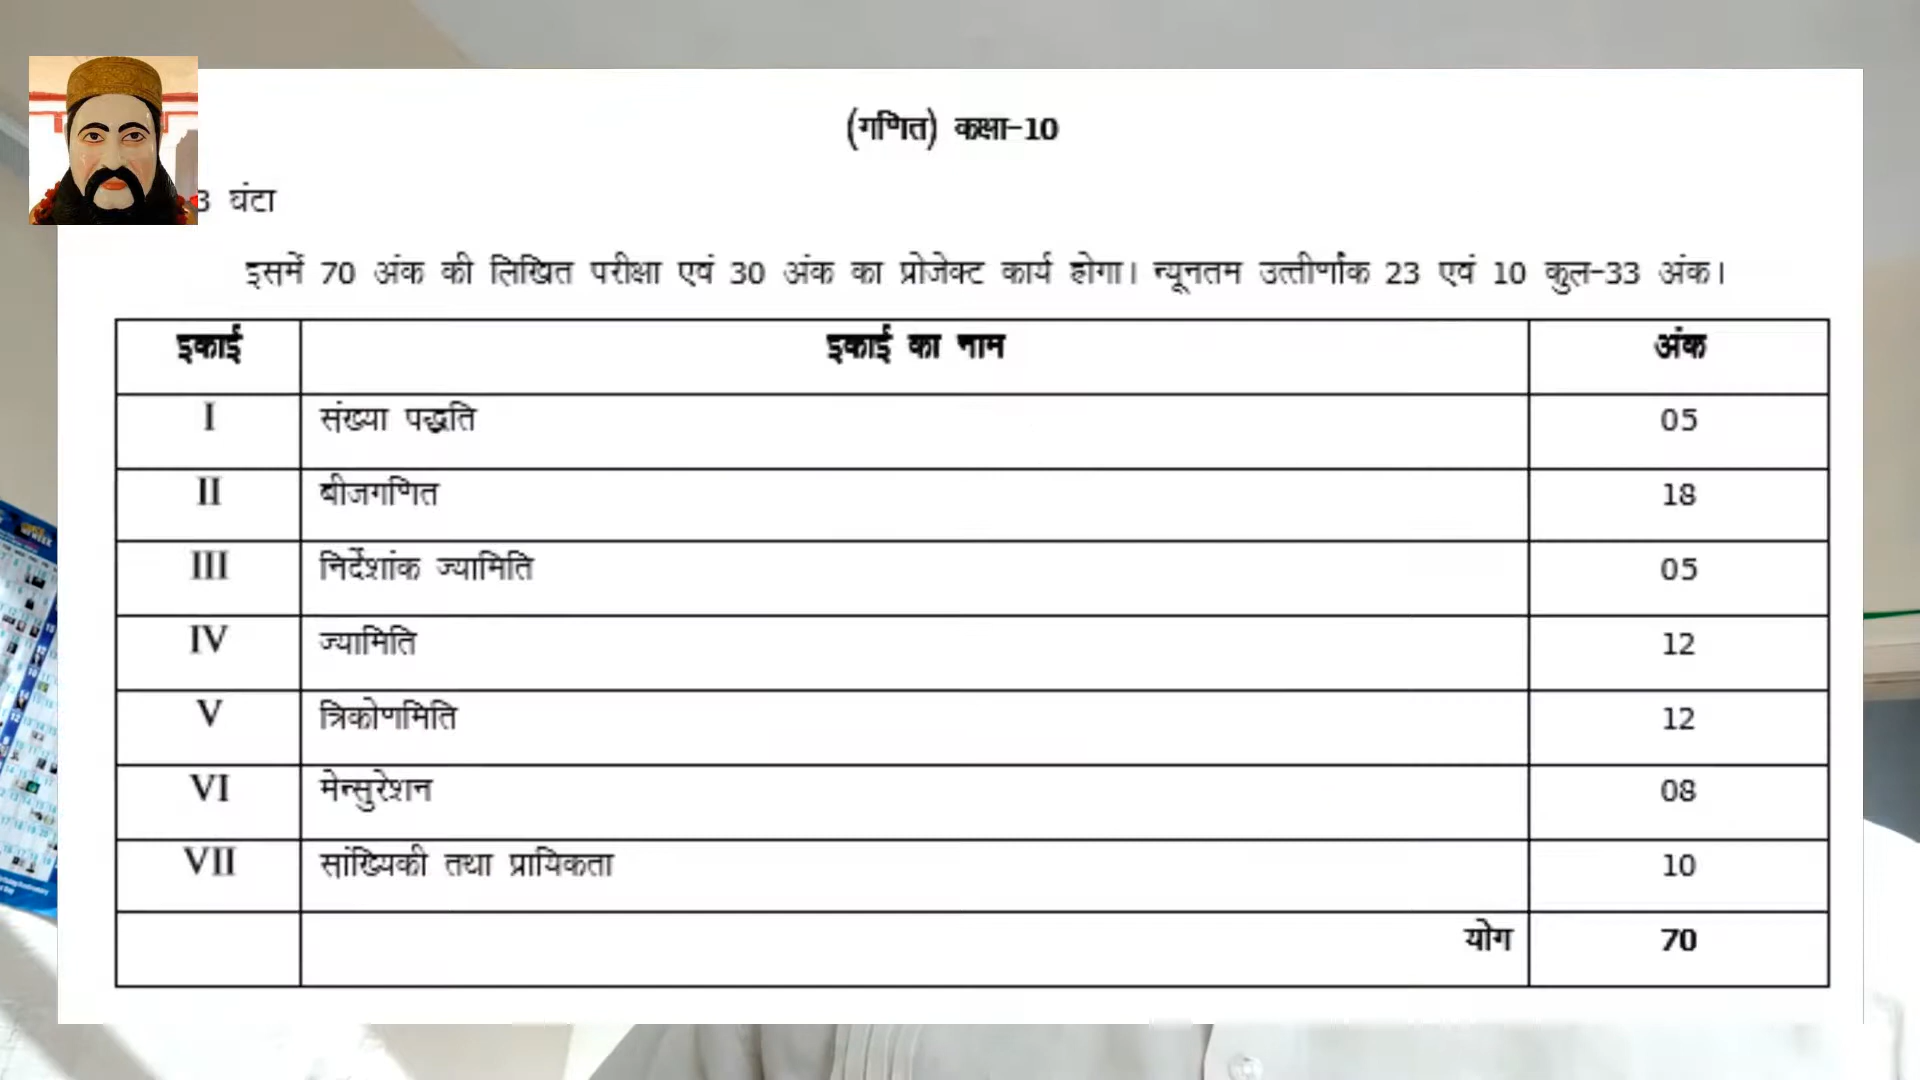 (गणित) कक्षा-10
3 घंटा
इसमें 70 अंक की लिखित परीक्षा एवं 30 अंक का प्रोजेक्ट कार्य होगा। न्यूनतम उत्तीर्णांक 23 एवं 10 कुल-33 अंक।
इकाई इकाई का नाम अंक
I संख्या पद्धति 05
II बीजगणित 18
III निर्देशांक ज्यामिति 05
IV ज्यामिति 12
V त्रिकोणमिति 12
VI मेन्सुरेशन 08
VII सांख्यिकी तथा प्रायिकता 10
योग 70